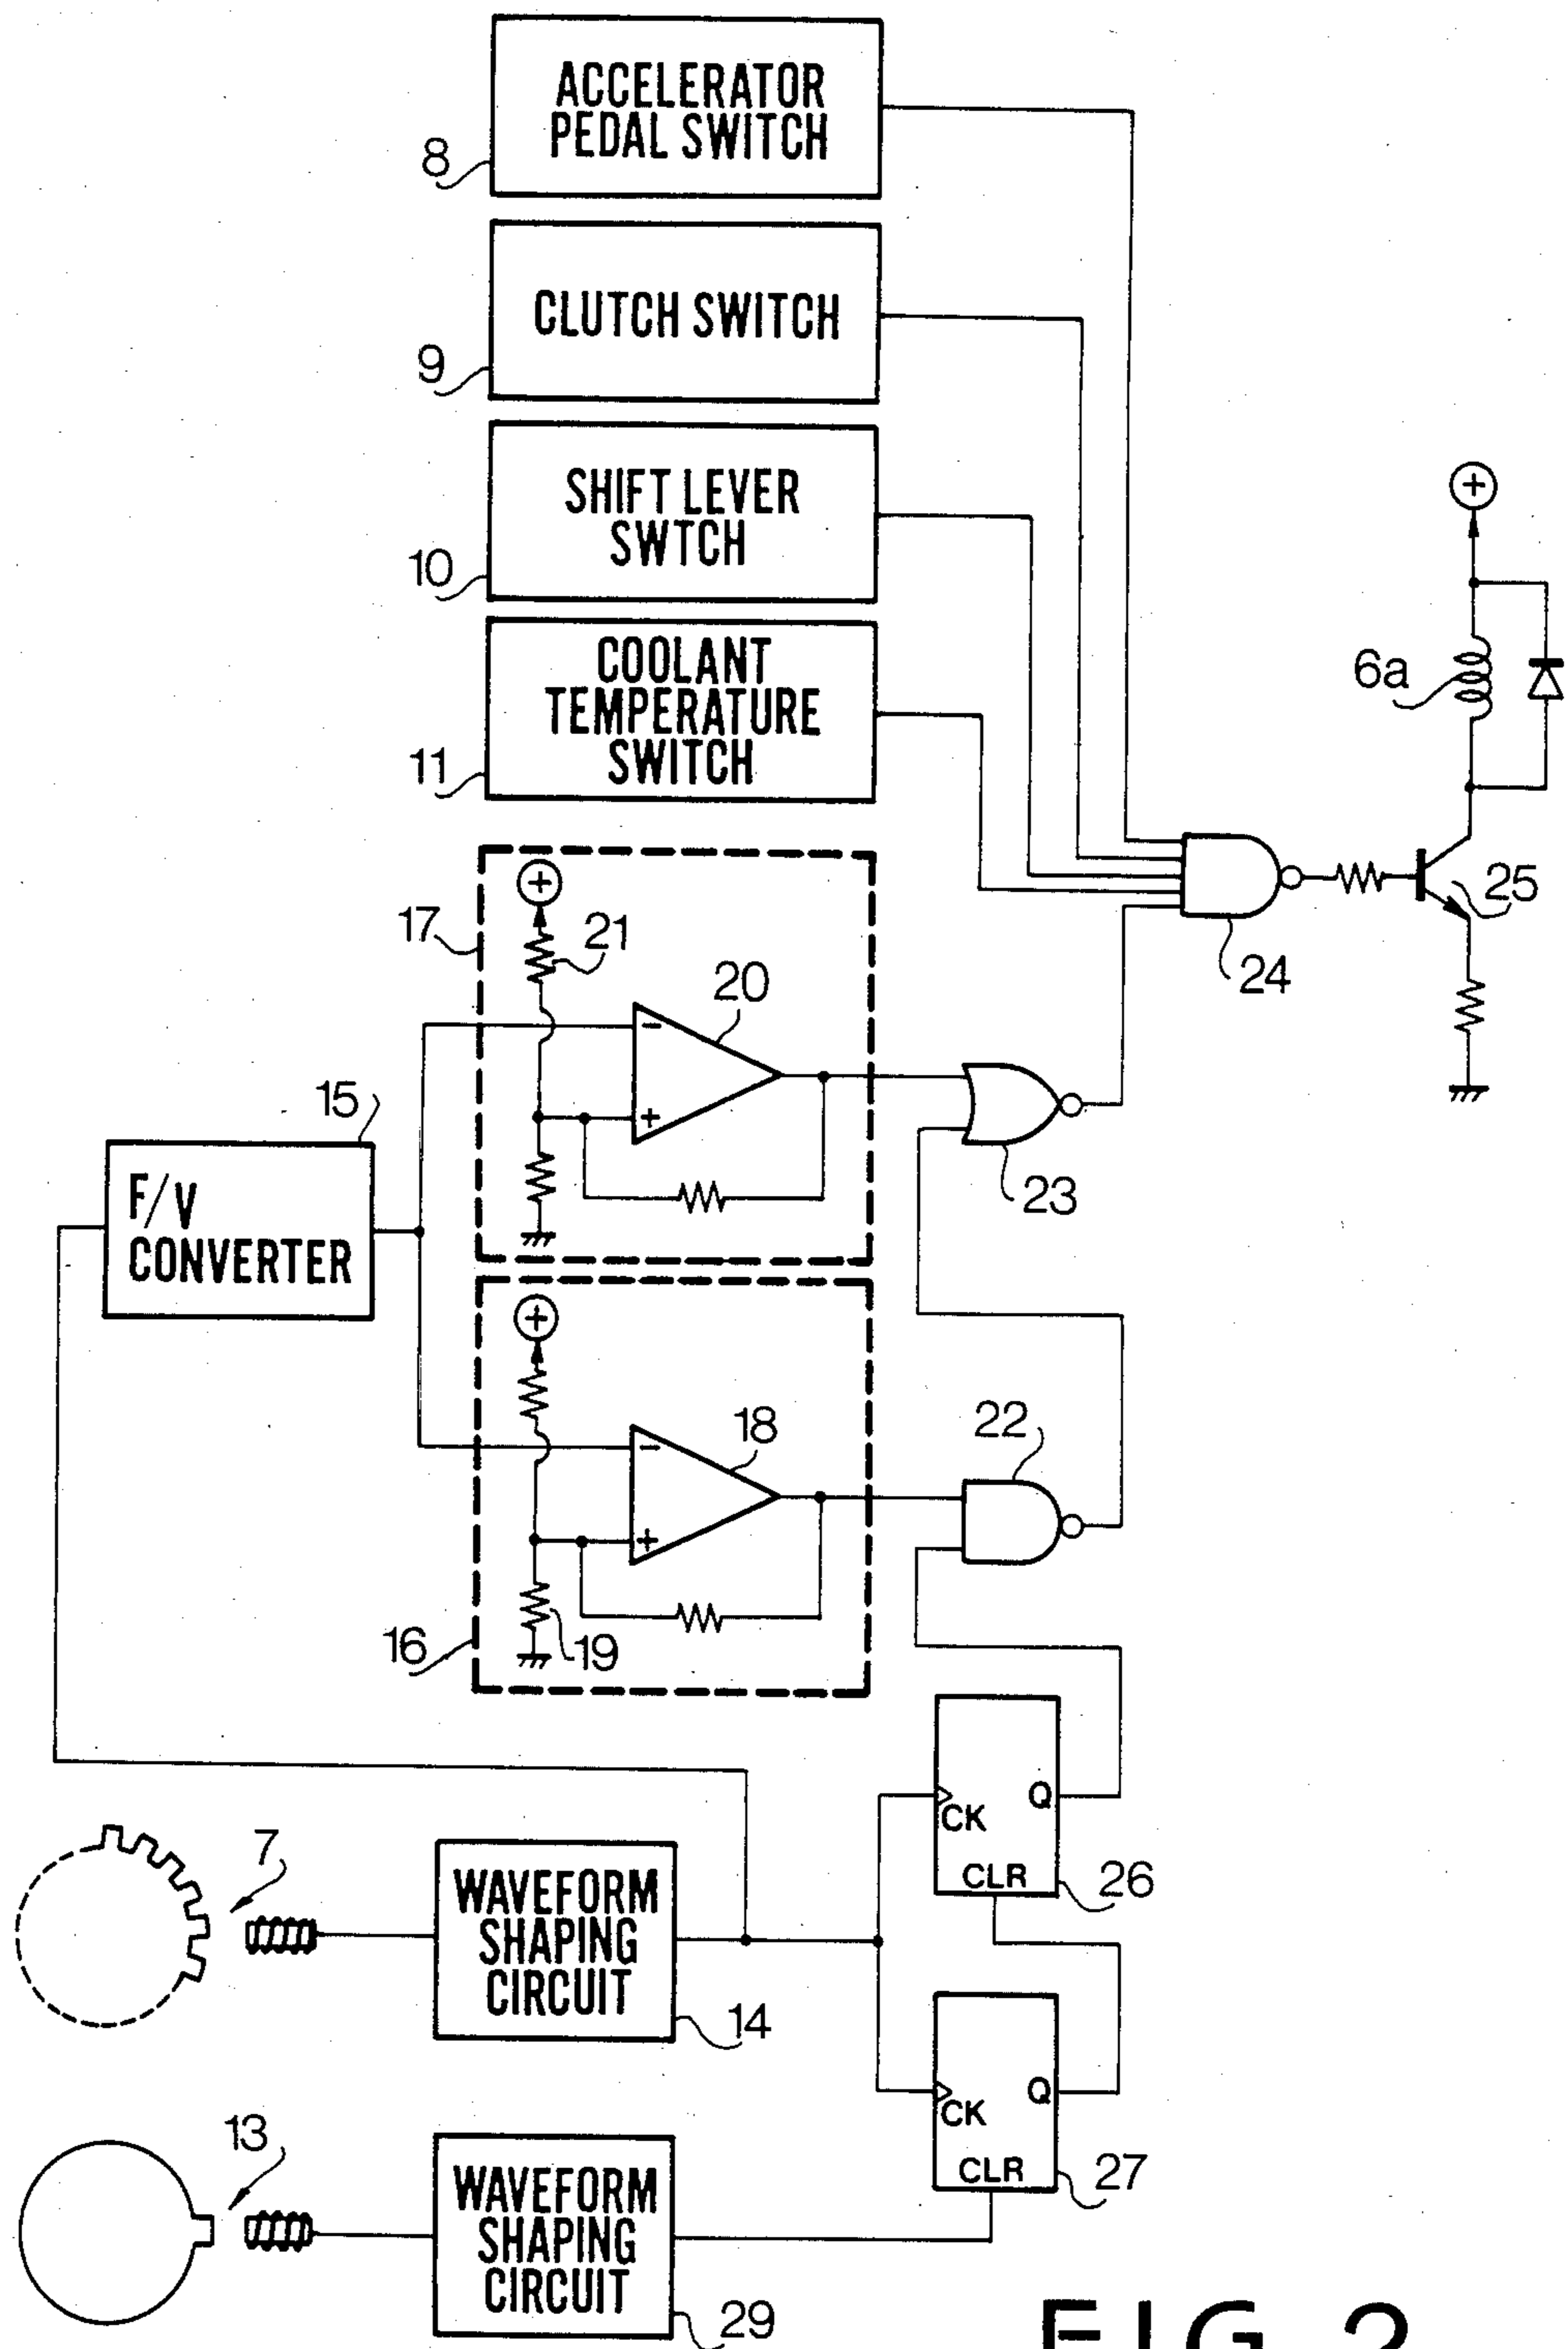 ACCELERATOR
PEDAL SWITCH
8
CLUTCH SWITCH
9
SHIFT LEVER
SWTCH
10
COOLANT
TEMPERATURE
SWITCH
11
+
6a
25
24
17
+
21
20
−
+
23
15
F/V
CONVERTER
+
18
−
+
22
16
19
CK
Q
CLR
26
7
WAVEFORM
SHAPING
CIRCUIT
14
CK
Q
CLR
27
13
WAVEFORM
SHAPING
CIRCUIT
29
FIG 2